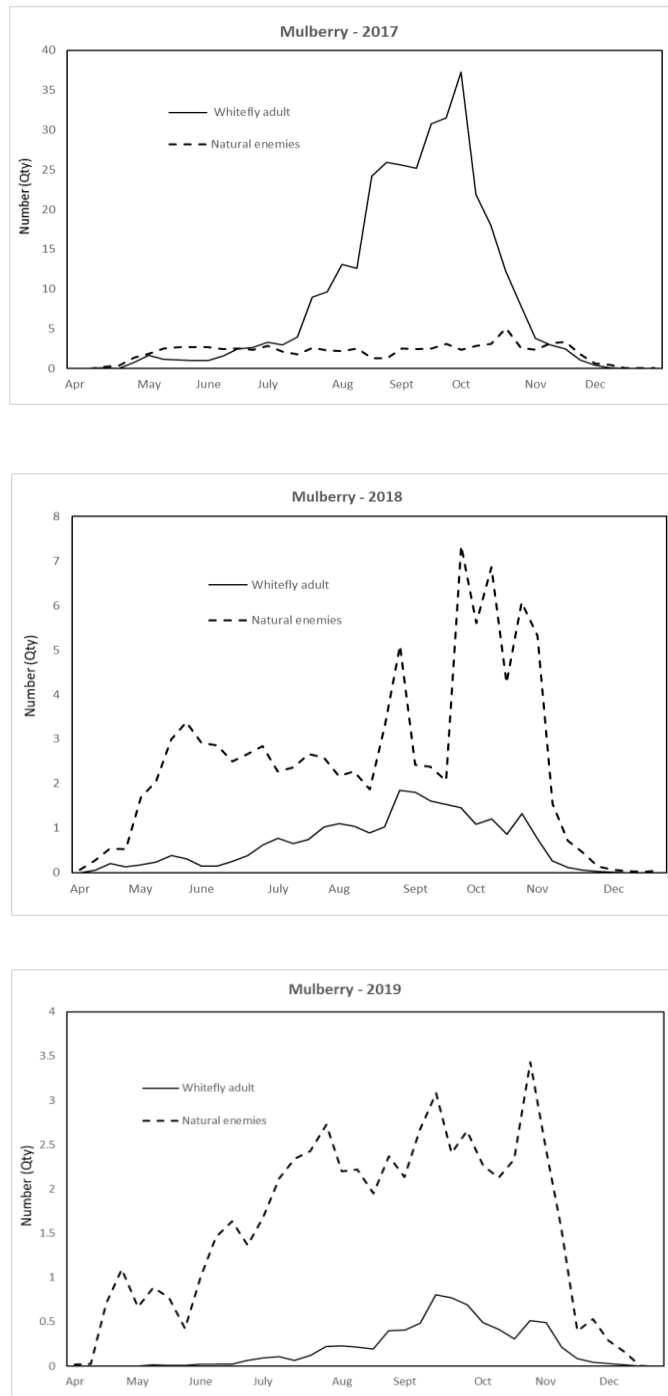 Mulberry - 2017
40
35
30
25
20
15
10
5
0
Number (Qty)
Whitefly adult
Natural enemies
Apr May June July Aug Sept Oct Nov Dec
Mulberry - 2018
8
7
6
5
4
3
2
1
0
Number (Qty)
Whitefly adult
Natural enemies
Apr May June July Aug Sept Oct Nov Dec
Mulberry - 2019
4
3.5
3
2.5
2
1.5
1
0.5
0
Number (Qty)
Whitefly adult
Natural enemies
Apr May June July Aug Sept Oct Nov Dec